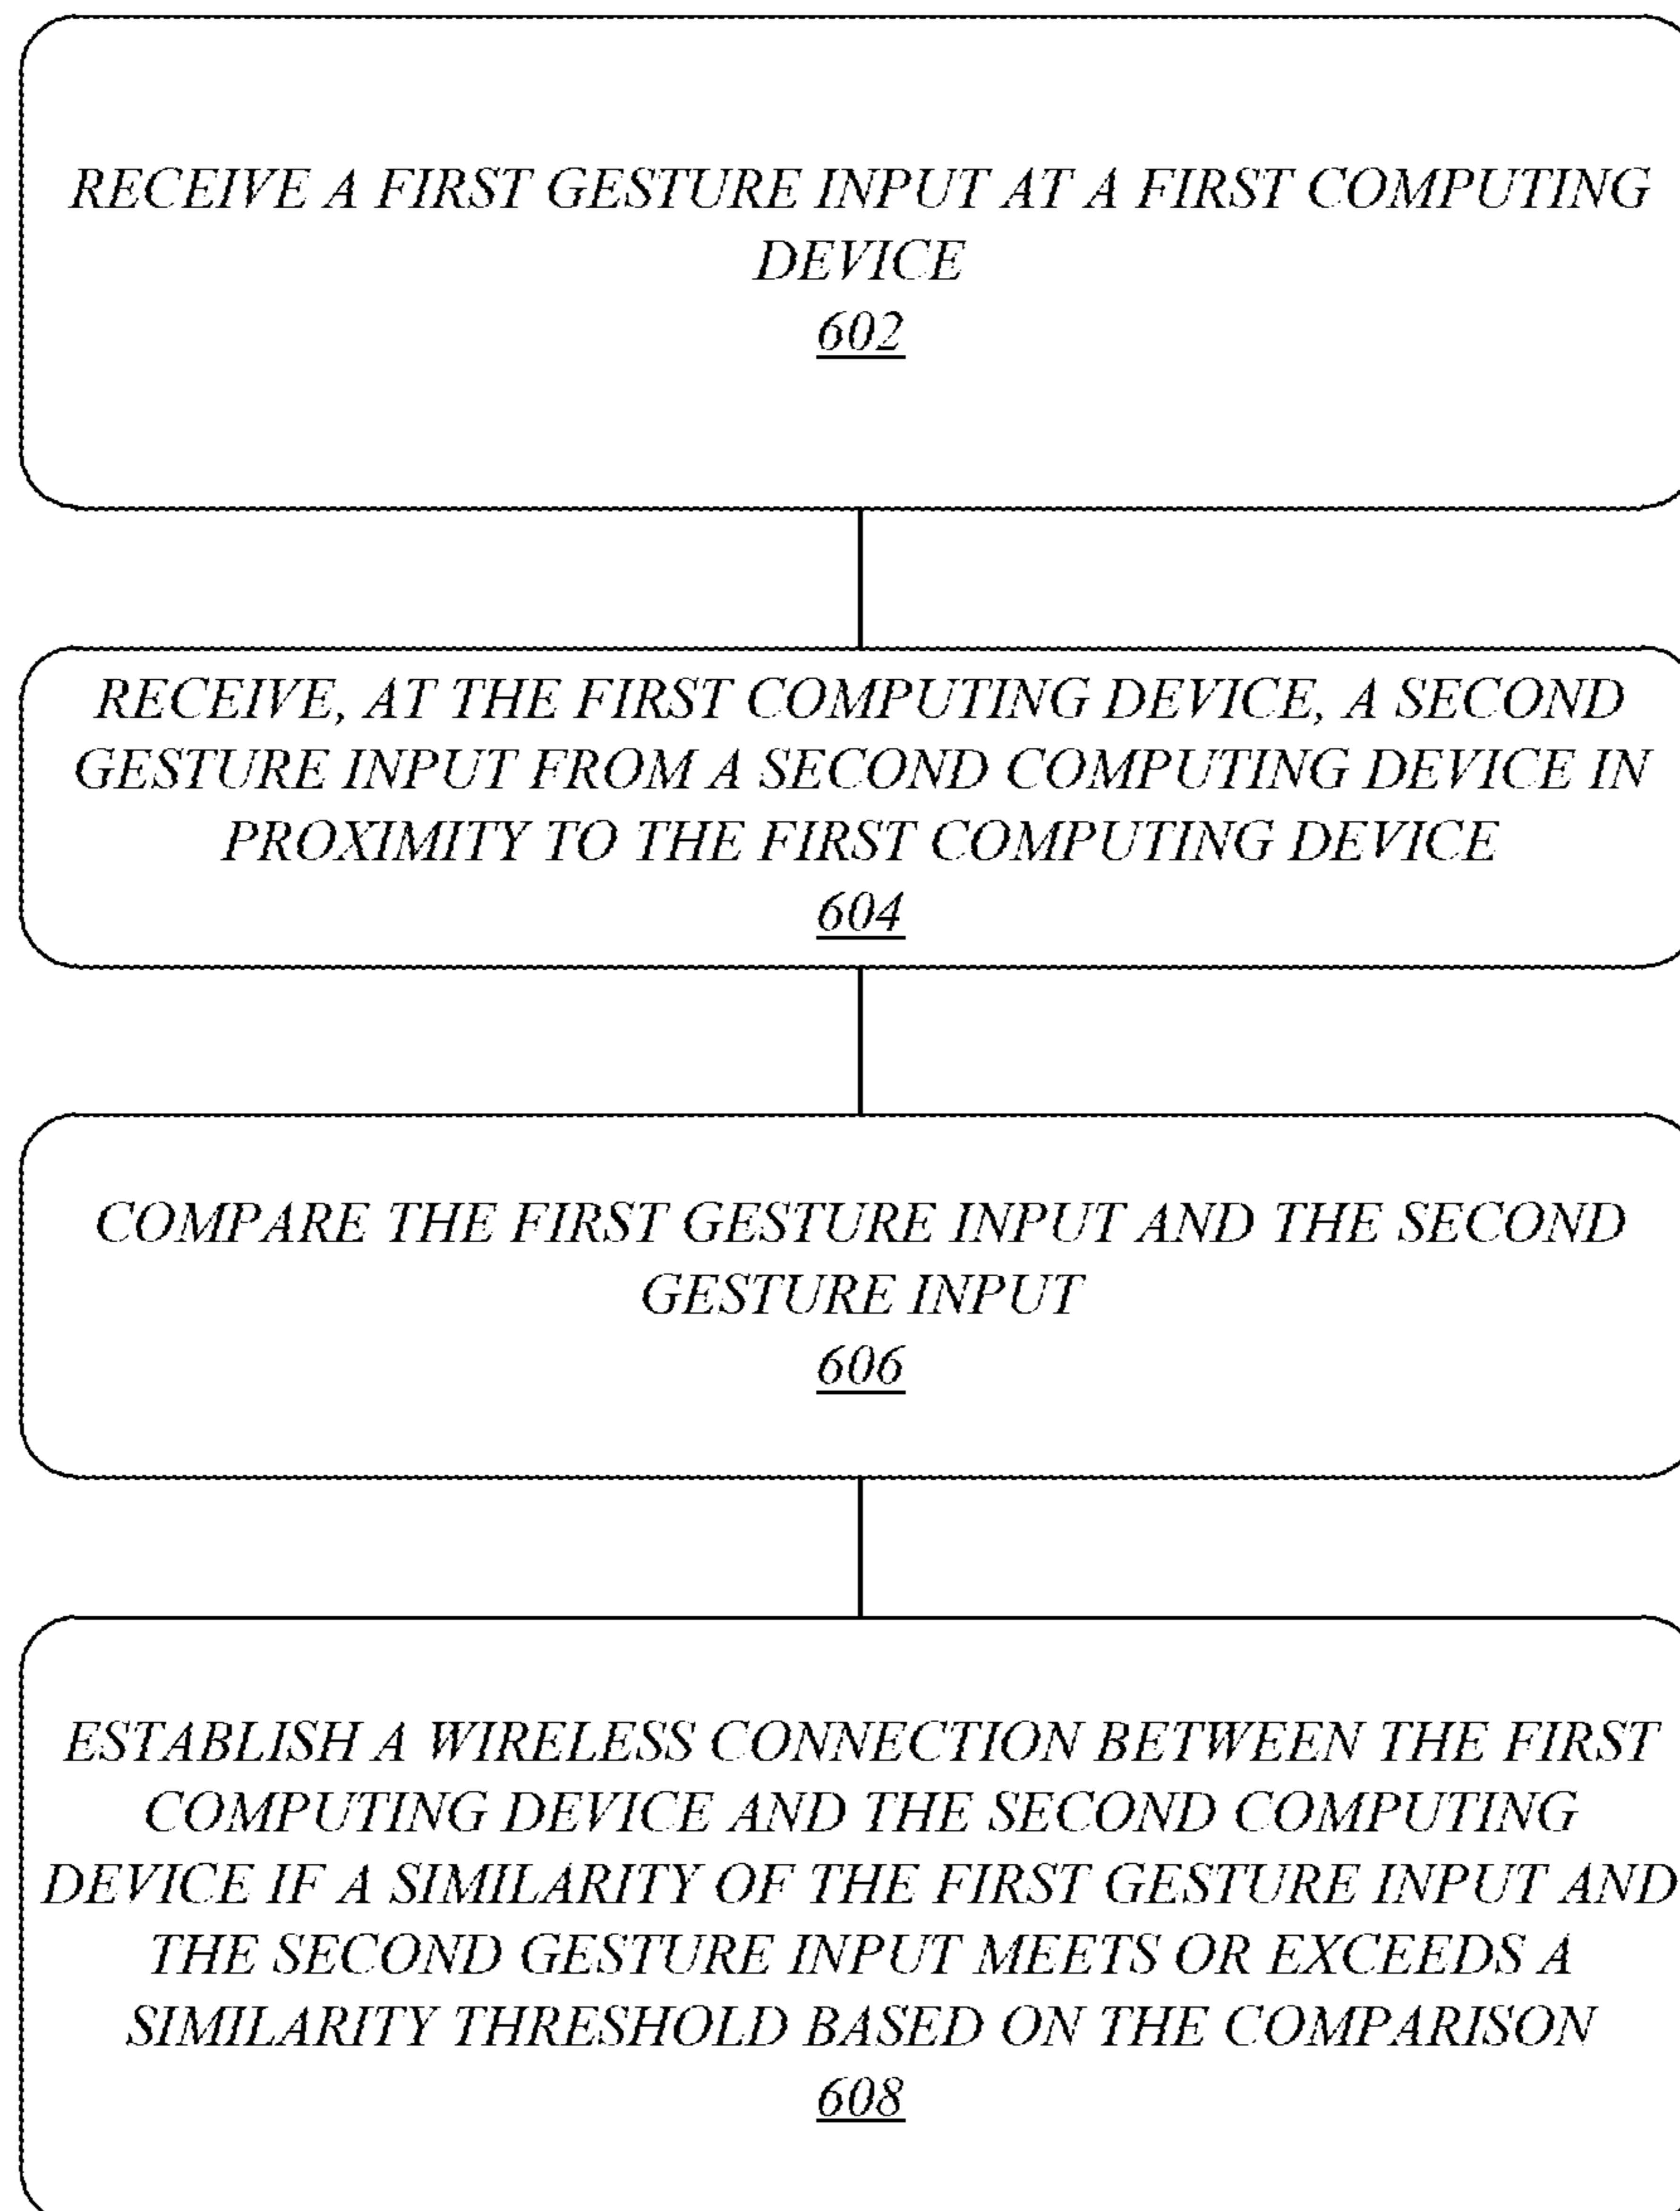 RECEIVE A FIRST GESTURE INPUT AT A FIRST COMPUTING
DEVICE
602
RECEIVE, AT THE FIRST COMPUTING DEVICE, A SECOND
GESTURE INPUT FROM A SECOND COMPUTING DEVICE IN
PROXIMITY TO THE FIRST COMPUTING DEVICE
604
COMPARE THE FIRST GESTURE INPUT AND THE SECOND
GESTURE INPUT
606
ESTABLISH A WIRELESS CONNECTION BETWEEN THE FIRST
COMPUTING DEVICE AND THE SECOND COMPUTING
DEVICE IF A SIMILARITY OF THE FIRST GESTURE INPUT AND
THE SECOND GESTURE INPUT MEETS OR EXCEEDS A
SIMILARITY THRESHOLD BASED ON THE COMPARISON
608